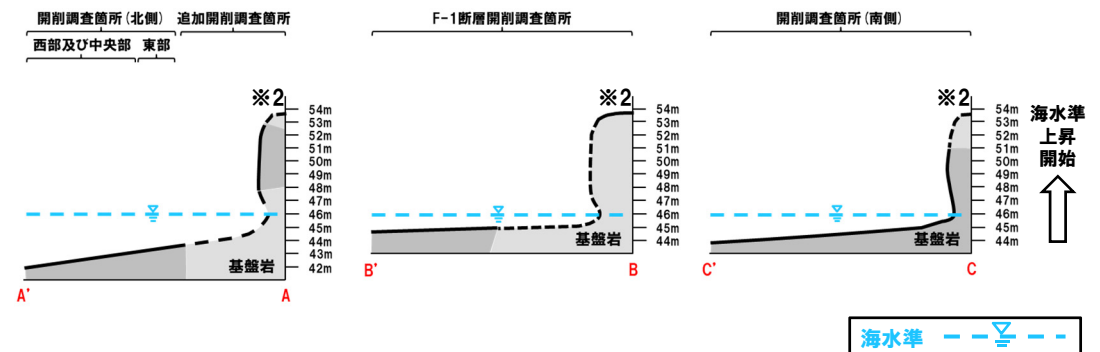 開削調査箇所(北側) 追加開削調査箇所
西部及び中央部 東部
※2
54m
53m
52m
51m
50m
49m
48m
47m
46m
45m
44m
43m
42m
基盤岩
A' A
F-1断層開削調査箇所
※2
54m
53m
52m
51m
50m
49m
48m
47m
46m
45m
44m
基盤岩
B' B
開削調査箇所(南側)
※2
54m
53m
52m
51m
50m
49m
48m
47m
46m
45m
44m
基盤岩
C' C
海水準
上昇
開始
海水準